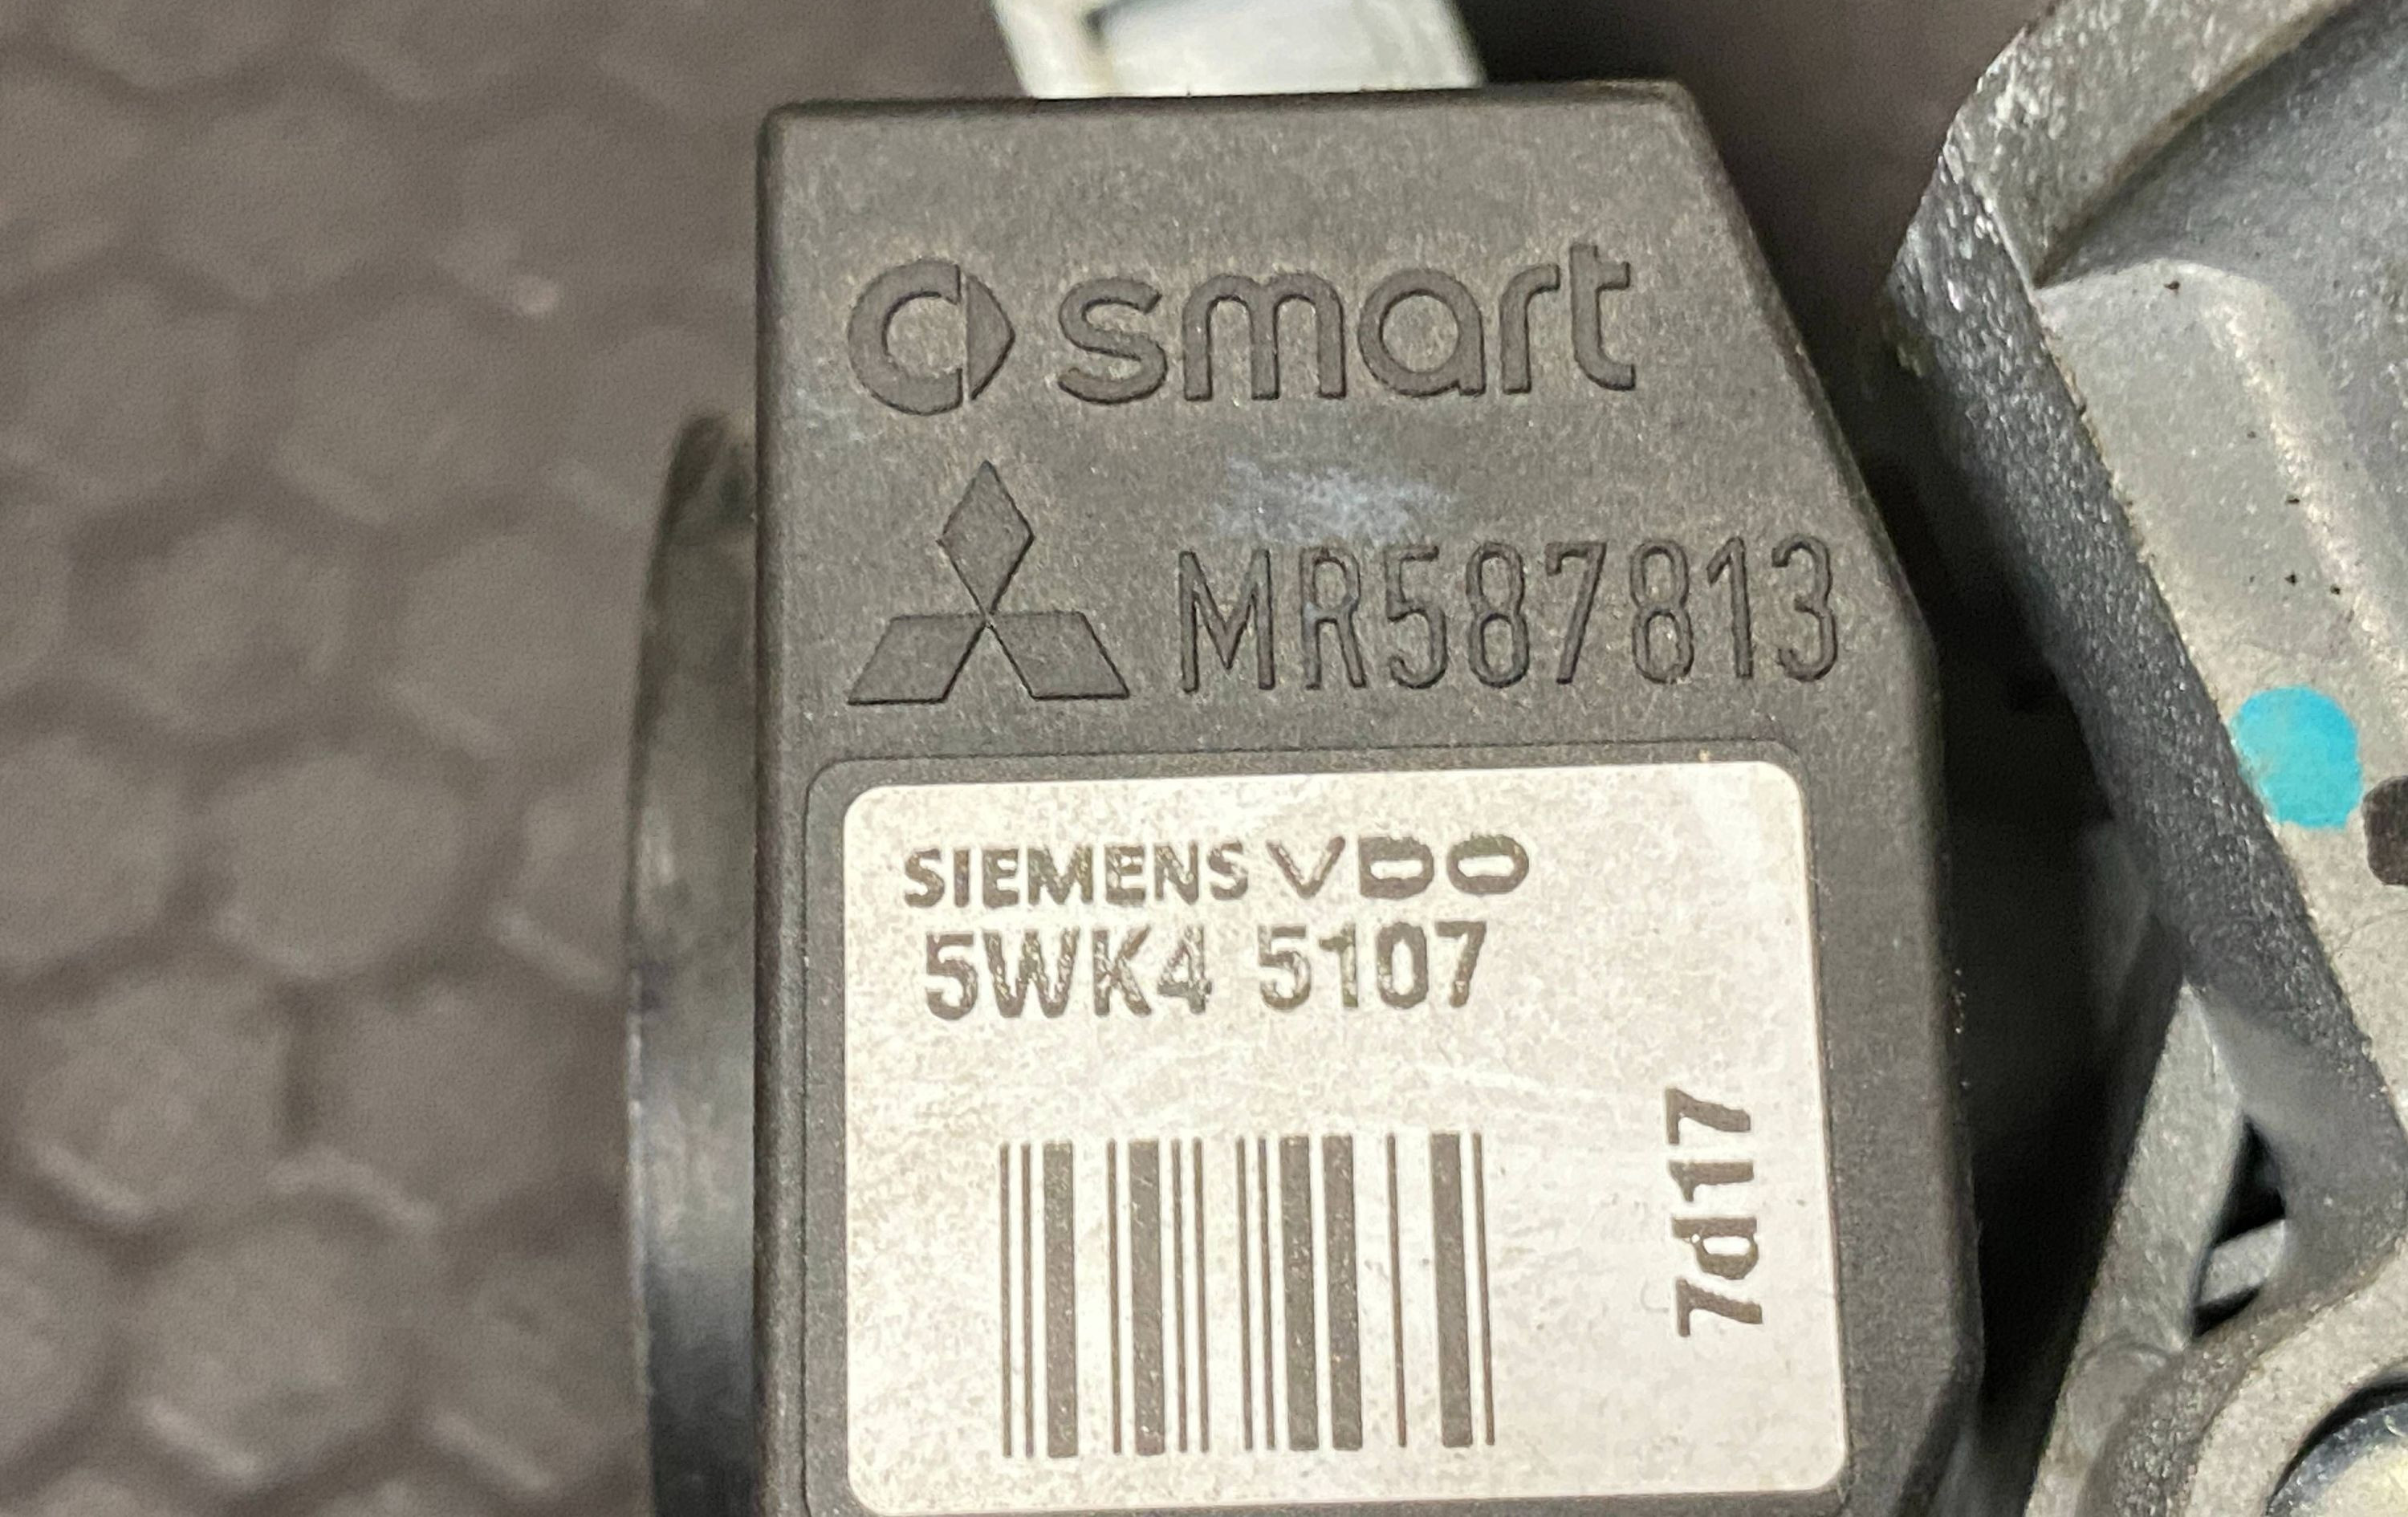 smart
MR587813
SIEMENS VDO
5WK4 5107
7d17